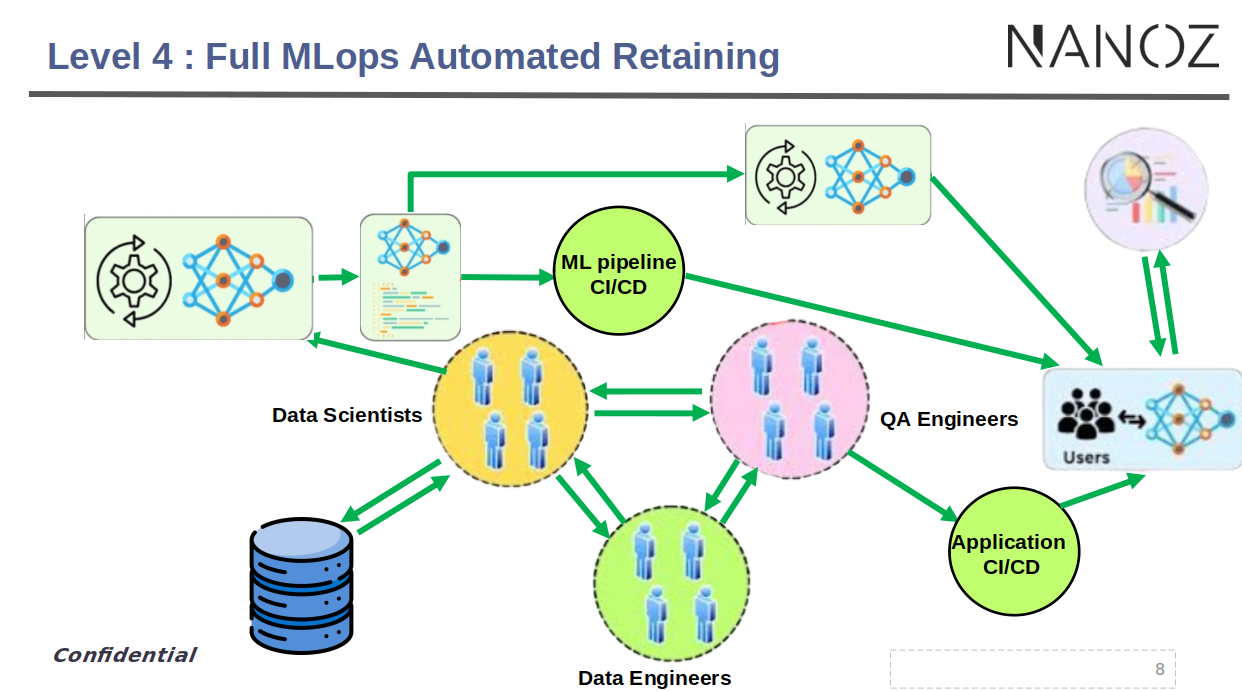 Level 4 : Full MLops Automated Retaining
NANOZ
ML pipeline
CI/CD
Data Scientists
QA Engineers
Users
Application
CI/CD
Data Engineers
Confidential
8